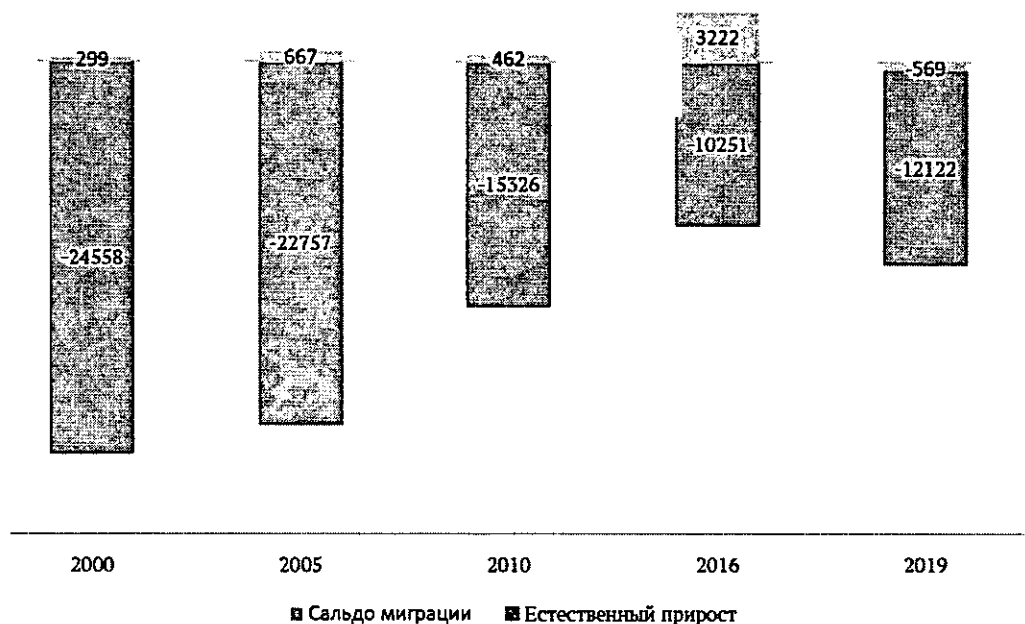 299 667 462 3222 -569
-24558 -22757 -15326 -10251 -12122
2000 2005 2010 2016 2019
Сальдо миграции Естественный прирост